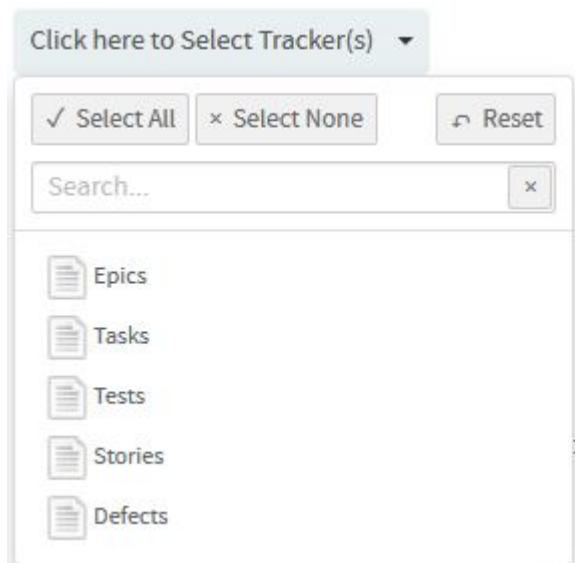 Click here to Select Tracker(s)
✓ Select All × Select None Reset
Search... ×
Epics
Tasks
Tests
Stories
Defects